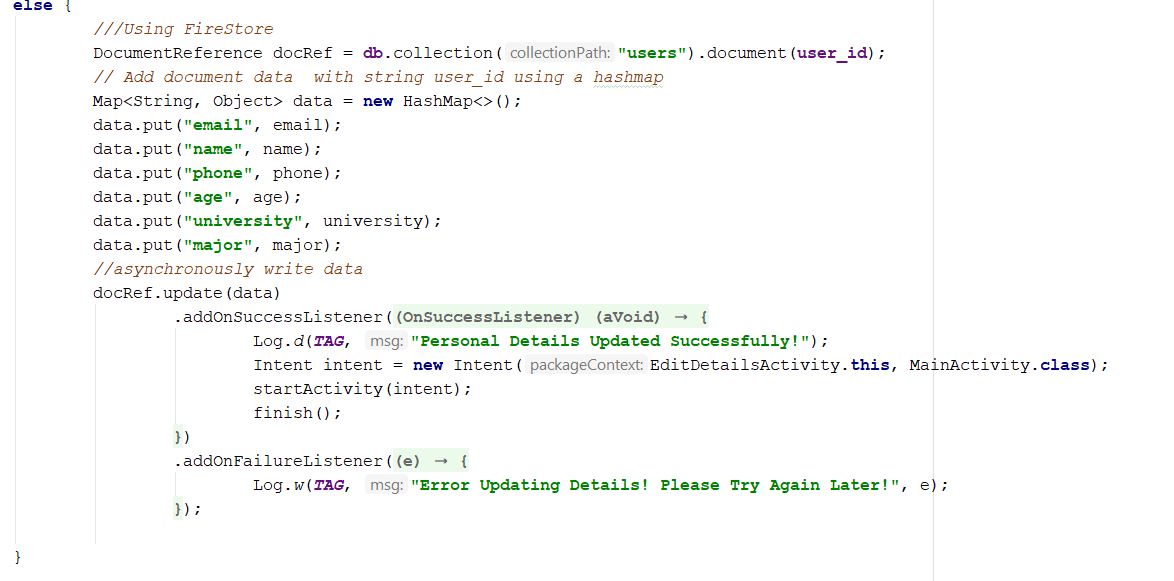 else {
///Using FireStore
DocumentReference docRef = db.collection( collectionPath: "users").document(user_id);
// Add document data  with string user_id using a hashmap
Map<String, Object> data = new HashMap<>();
data.put("email", email);
data.put("name", name);
data.put("phone", phone);
data.put("age", age);
data.put("university", university);
data.put("major", major);
//asynchronously write data
docRef.update(data)
.addOnSuccessListener((OnSuccessListener) (aVoid) → {
Log.d(TAG, msg: "Personal Details Updated Successfully!");
Intent intent = new Intent( packageContext: EditDetailsActivity.this, MainActivity.class);
startActivity(intent);
finish();
})
.addOnFailureListener((e) → {
Log.w(TAG, msg: "Error Updating Details! Please Try Again Later!", e);
});
}